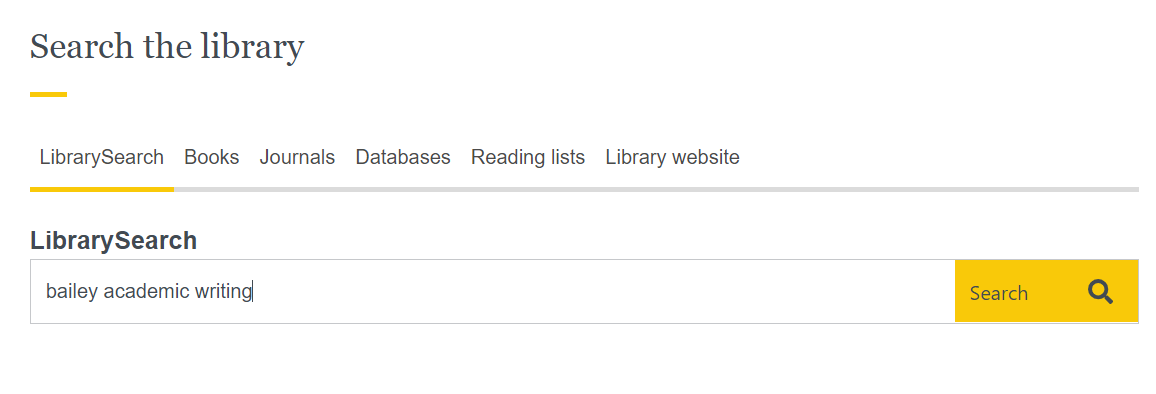 Search the library
LibrarySearch Books Journals Databases Reading lists Library website
LibrarySearch
bailey academic writing Search